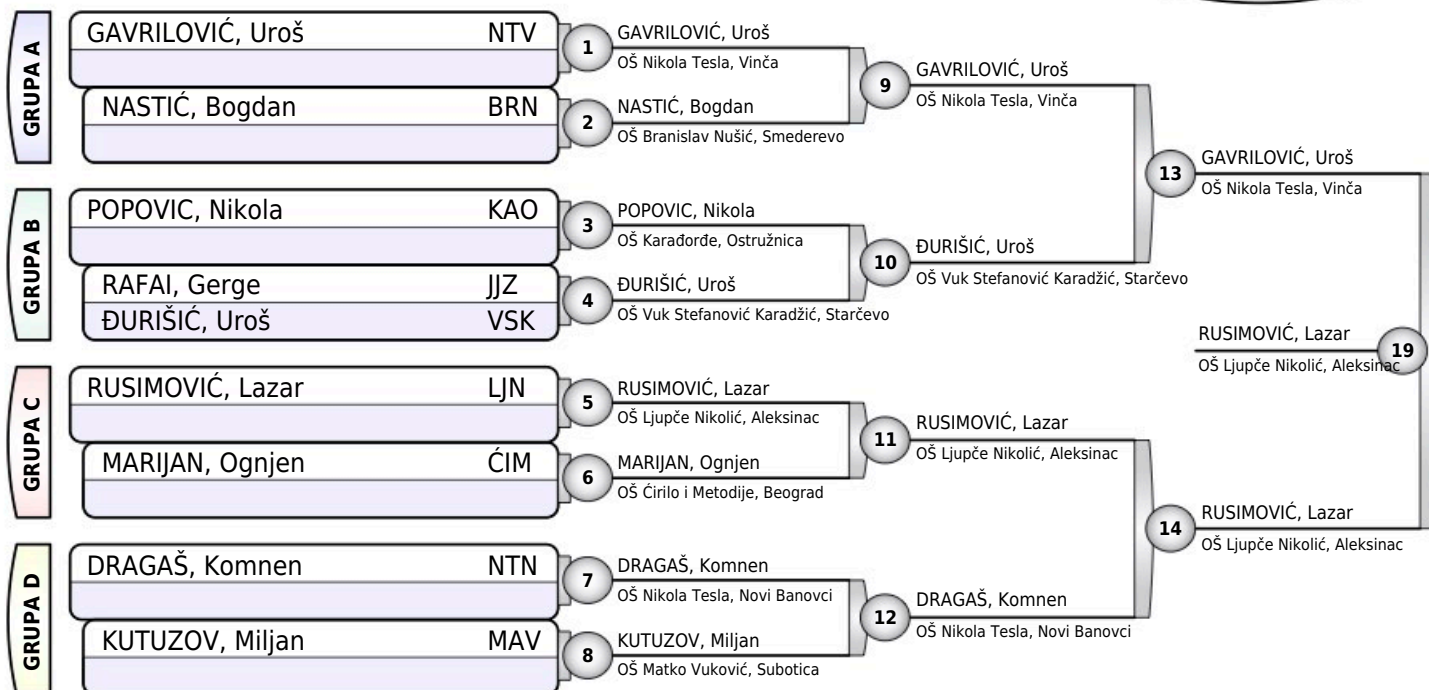 GRUPA A
GAVRILOVIĆ, Uroš NTV
NASTIĆ, Bogdan BRN
GRUPA B
POPOVIC, Nikola KAO
RAFAI, Gerge JJZ
ĐURIŠIĆ, Uroš VSK
GRUPA C
RUSIMOVIĆ, Lazar LJN
MARIJAN, Ognjen ĆIM
GRUPA D
DRAGAŠ, Komnen NTN
KUTUZOV, Miljan MAV
1
GAVRILOVIĆ, Uroš
OŠ Nikola Tesla, Vinča
2
NASTIĆ, Bogdan
OŠ Branislav Nušić, Smederevo
3
POPOVIC, Nikola
OŠ Karađorđe, Ostružnica
4
ĐURIŠIĆ, Uroš
OŠ Vuk Stefanović Karadžić, Starčevo
5
RUSIMOVIĆ, Lazar
OŠ Ljupče Nikolić, Aleksinac
6
MARIJAN, Ognjen
OŠ Ćirilo i Metodije, Beograd
7
DRAGAŠ, Komnen
OŠ Nikola Tesla, Novi Banovci
8
KUTUZOV, Miljan
OŠ Matko Vuković, Subotica
9
GAVRILOVIĆ, Uroš
OŠ Nikola Tesla, Vinča
10
ĐURIŠIĆ, Uroš
OŠ Vuk Stefanović Karadžić, Starčevo
11
RUSIMOVIĆ, Lazar
OŠ Ljupče Nikolić, Aleksinac
12
DRAGAŠ, Komnen
OŠ Nikola Tesla, Novi Banovci
13
GAVRILOVIĆ, Uroš
OŠ Nikola Tesla, Vinča
14
RUSIMOVIĆ, Lazar
OŠ Ljupče Nikolić, Aleksinac
RUSIMOVIĆ, Lazar
OŠ Ljupče Nikolić, Aleksinac
19